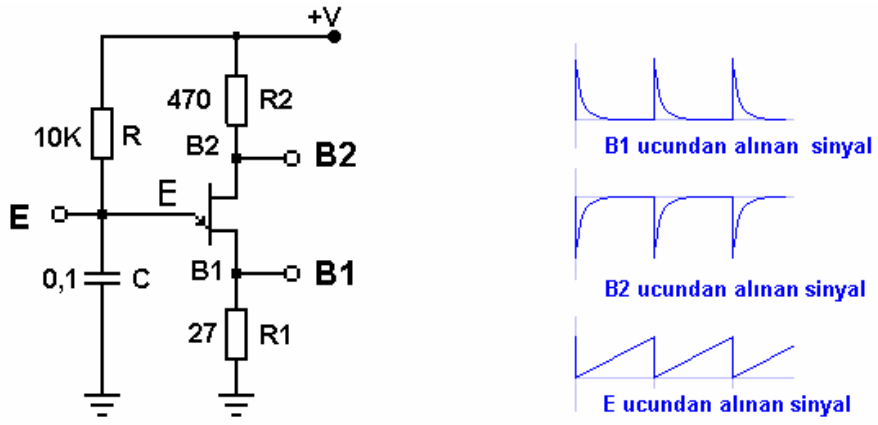 +V
470 R2
10K R
B2
B2
E
E
B1
B1
0,1 C
27 R1
B1 ucundan alınan sinyal
B2 ucundan alınan sinyal
E ucundan alınan sinyal